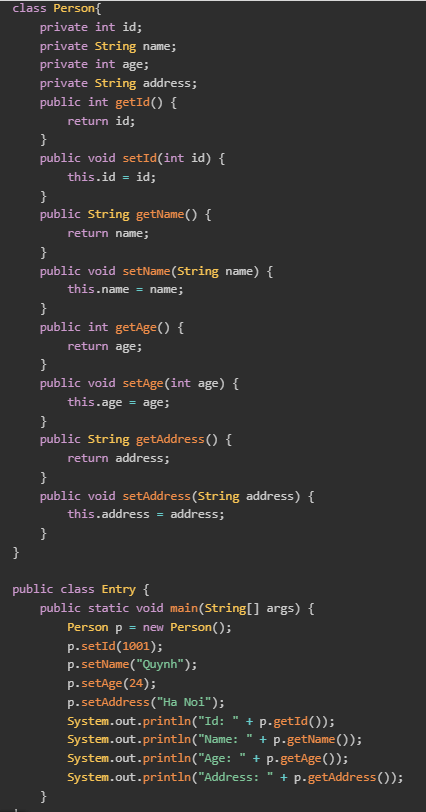 class Person{
    private int id;
    private String name;
    private int age;
    private String address;
    public int getId() {
        return id;
    }
    public void setId(int id) {
        this.id = id;
    }
    public String getName() {
        return name;
    }
    public void setName(String name) {
        this.name = name;
    }
    public int getAge() {
        return age;
    }
    public void setAge(int age) {
        this.age = age;
    }
    public String getAddress() {
        return address;
    }
    public void setAddress(String address) {
        this.address = address;
    }
}

public class Entry {
    public static void main(String[] args) {
        Person p = new Person();
        p.setId(1001);
        p.setName("Quynh");
        p.setAge(24);
        p.setAddress("Ha Noi");
        System.out.println("Id: " + p.getId());
        System.out.println("Name: " + p.getName());
        System.out.println("Age: " + p.getAge());
        System.out.println("Address: " + p.getAddress());
    }